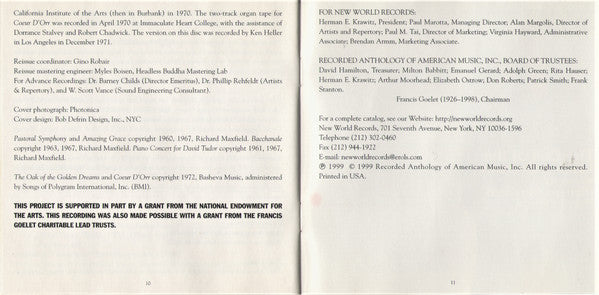 California Institute of the Arts (then in Burbank) in 1970. The two-track organ tape for
Coeur D'Orr was recorded in April 1970 at Immaculate Heart College, with the assistance of
Dorrance Stalvey and Robert Chadwick. The version on this disc was recorded by Ken Heller
in Los Angeles in December 1971.
Reissue coordinator: Gino Robair
Reissue mastering engineer: Myles Boisen, Headless Buddha Mastering Lab
For Advance Recordings: Dr. Barney Childs (Director Emeritus), Dr. Phillip Rehfeldt (Artists
& Repertory), and W. Scott Vance (Sound Engineering Consultant).
Cover photograph: Photonica
Cover design: Bob Defrin Design, Inc., NYC
Pastoral Symphony and Amazing Grace copyright 1960, 1967, Richard Maxfield. Bacchanale
copyright 1963, 1967, Richard Maxfield. Piano Concert for David Tudor copyright 1961, 1967,
Richard Maxfield.
The Oak of the Golden Dreams and Coeur D'Orr copyright 1972, Basheva Music, administered
by Songs of Polygram International, Inc. (BMI).
THIS PROJECT IS SUPPORTED IN PART BY A GRANT FROM THE NATIONAL ENDOWMENT FOR
THE ARTS. THIS RECORDING WAS ALSO MADE POSSIBLE WITH A GRANT FROM THE FRANCIS
GOELET CHARITABLE LEAD TRUSTS.
10
FOR NEW WORLD RECORDS:
Herman E. Krawitz, President; Paul Marotta, Managing Director; Alan Margolis, Director of
Artists and Repertory; Paul M. Tai, Director of Marketing; Virginia Hayward, Administrative
Associate; Brendan Ammn, Marketing Associate.
RECORDED ANTHOLOGY OF AMERICAN MUSIC, INC., BOARD OF TRUSTEES:
David Hamilton, Treasurer; Milton Babbitt; Emanuel Gerard; Adolph Green; Rita Hauser;
Herman E. Krawitz; Arthur Moorhead; Elizabeth Ostrow; Don Roberts; Patrick Smith; Frank
Stanton.
Francis Goelet (1926-1998), Chairman
For a complete catalog, see our Website: http://newworldrecords.org
New World Records, 701 Seventh Avenue, New York, NY 10036-1596
Telephone (212) 302-0460
Fax (212) 944-1922
E-mail: newworldrecords@erols.com
℗ 1999 © 1999 Recorded Anthology of American Music, Inc. All rights reserved.
Printed in USA.
11